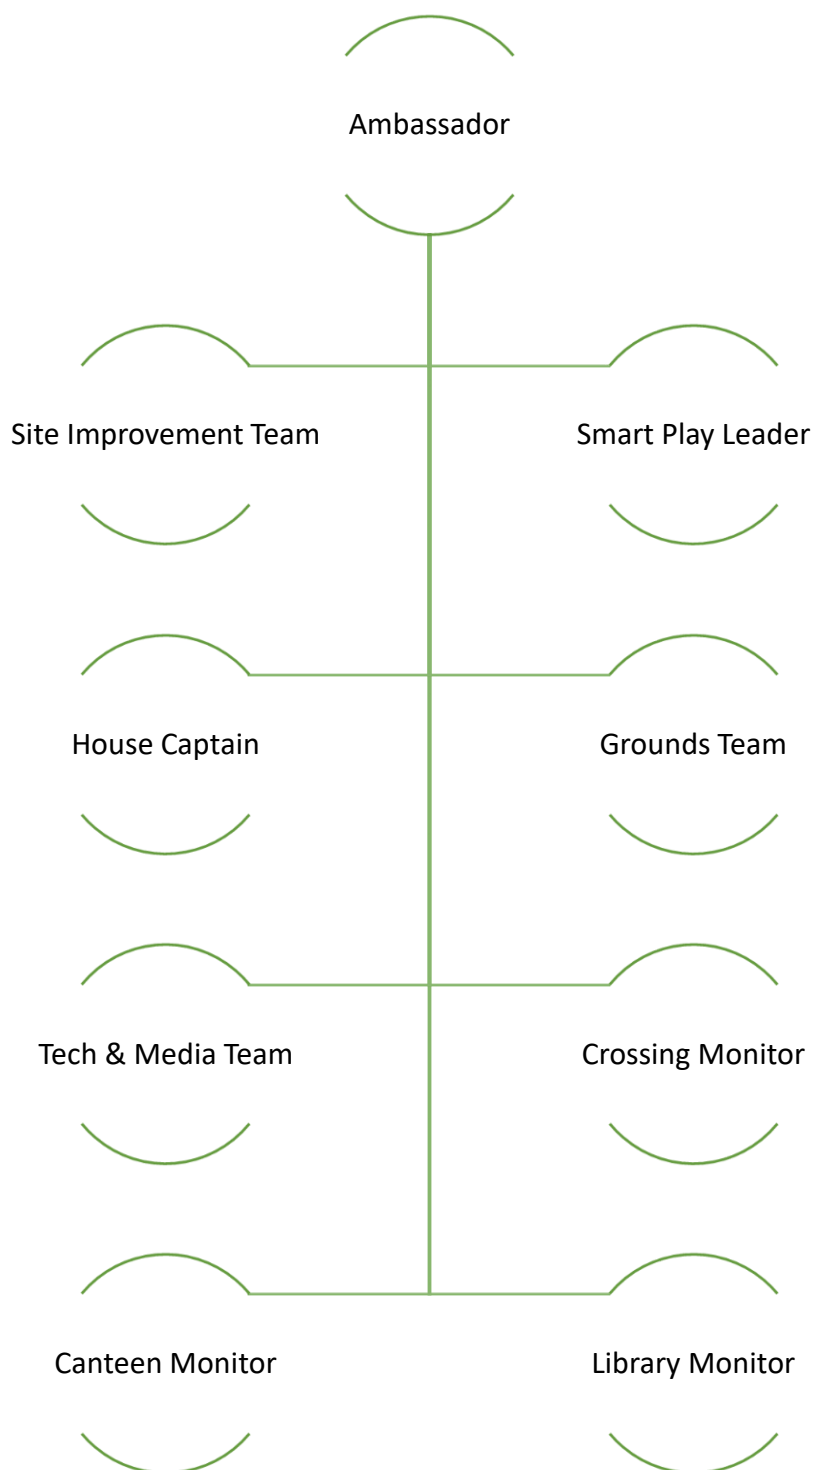 Ambassador
Site Improvement Team
Smart Play Leader
House Captain
Grounds Team
Tech & Media Team
Crossing Monitor
Canteen Monitor
Library Monitor